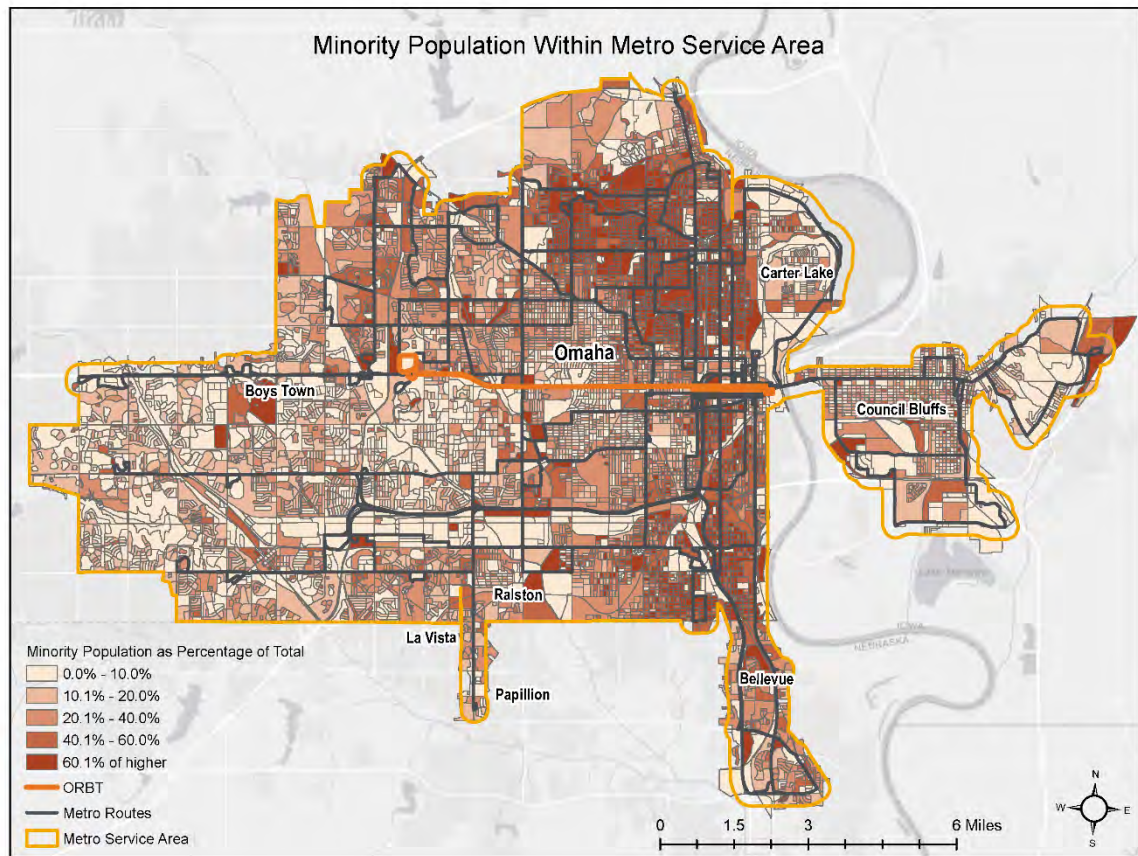 Minority Population Within Metro Service Area
Carter Lake
Omaha
Boys Town
Council Bluffs
Ralston
La Vista
Papillion
Bellevue
IOWA
NEBRASKA
Minority Population as Percentage of Total
0.0% - 10.0%
10.1% - 20.0%
20.1% - 40.0%
40.1% - 60.0%
60.1% of higher
ORBT
Metro Routes
Metro Service Area
0 1.5 3 6 Miles
N
W E
S